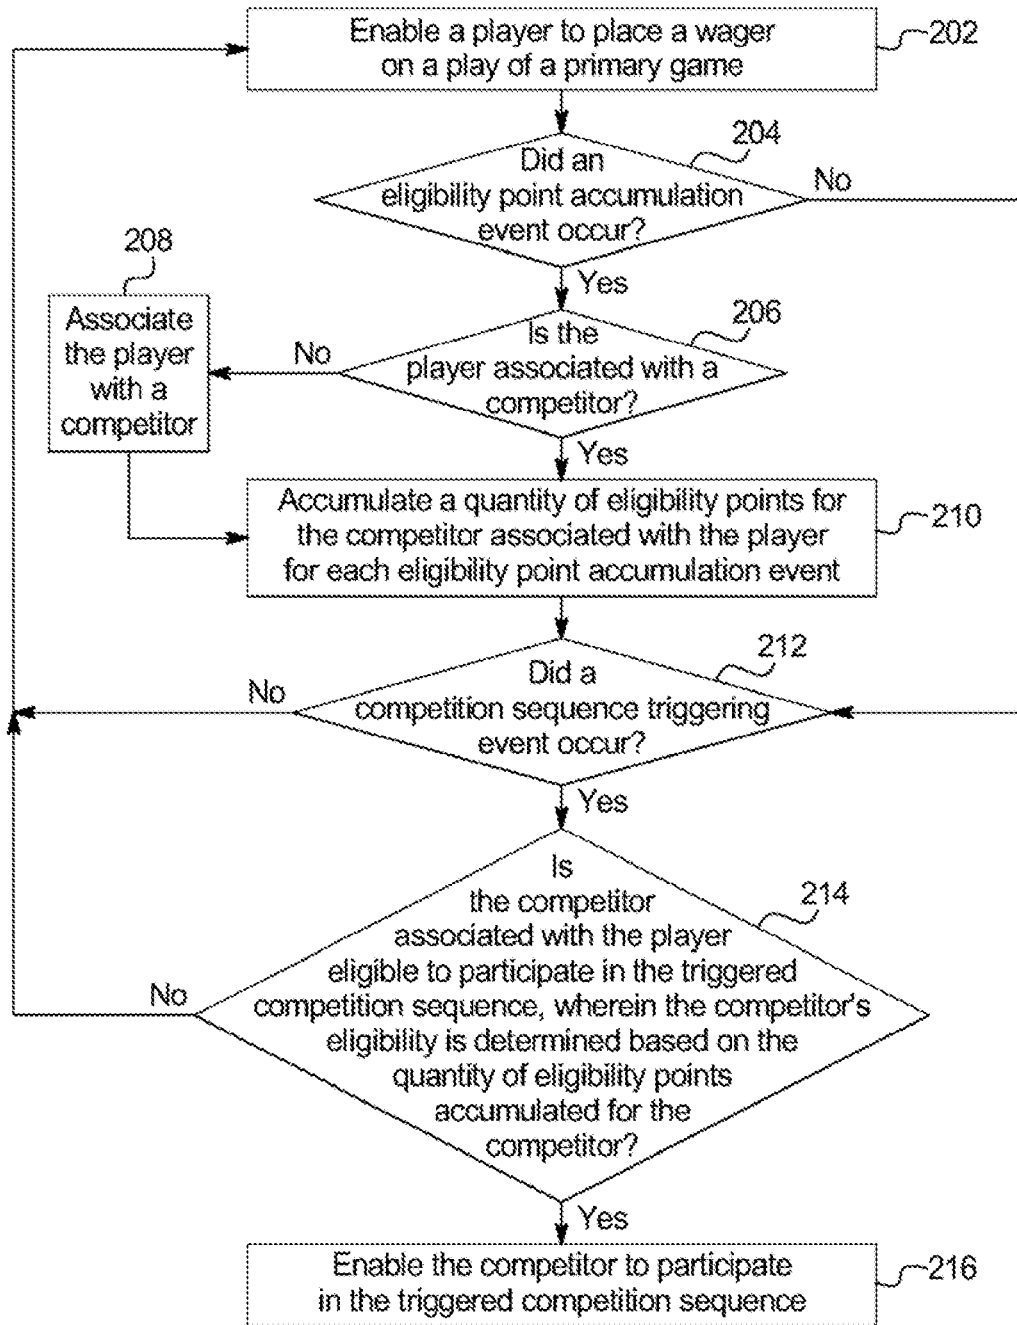 Enable a player to place a wager
on a play of a primary game
202
204
Did an
eligibility point accumulation
event occur?
No
Yes
208
Associate
the player
with a
competitor
206
Is the
player associated with a
competitor?
No
Yes
Accumulate a quantity of eligibility points for
the competitor associated with the player
for each eligibility point accumulation event
210
212
Did a
competition sequence triggering
event occur?
No
Yes
214
Is
the competitor
associated with the player
eligible to participate in the triggered
competition sequence, wherein the competitor's
eligibility is determined based on the
quantity of eligibility points
accumulated for the
competitor?
No
Yes
Enable the competitor to participate
in the triggered competition sequence
216